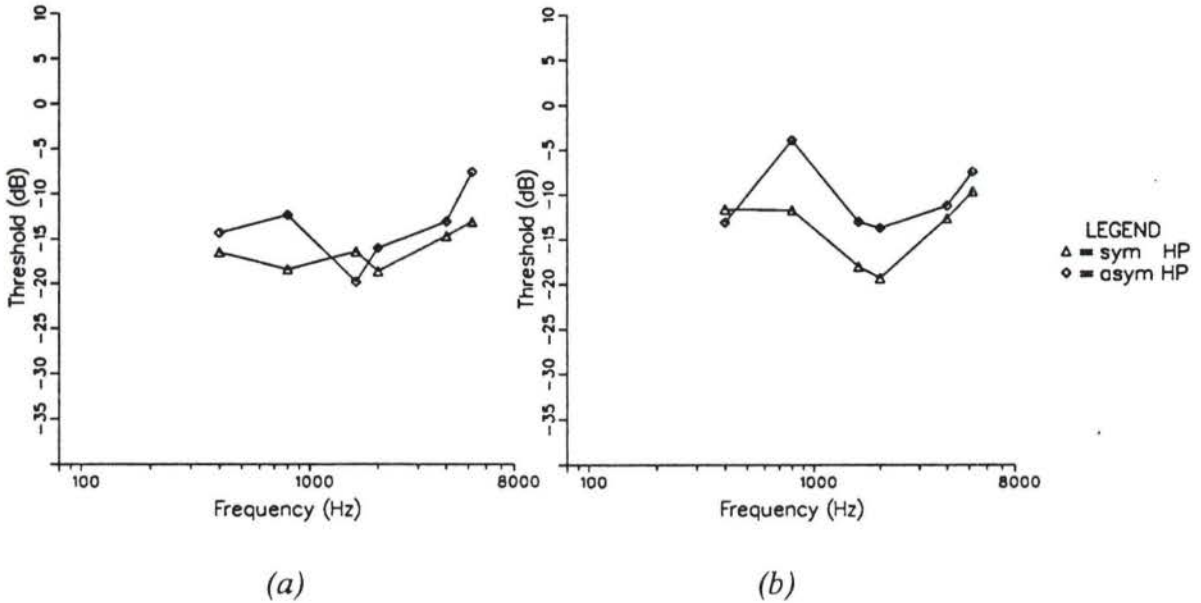 10
5
0
-5
-10
-15
-20
-25
-30
-35
Threshold (dB)
100 1000 8000
Frequency (Hz)
(a)
10
5
0
-5
-10
-15
-20
-25
-30
-35
Threshold (dB)
100 1000 8000
Frequency (Hz)
(b)
LEGEND
△ = sym HP
◇ = asym HP